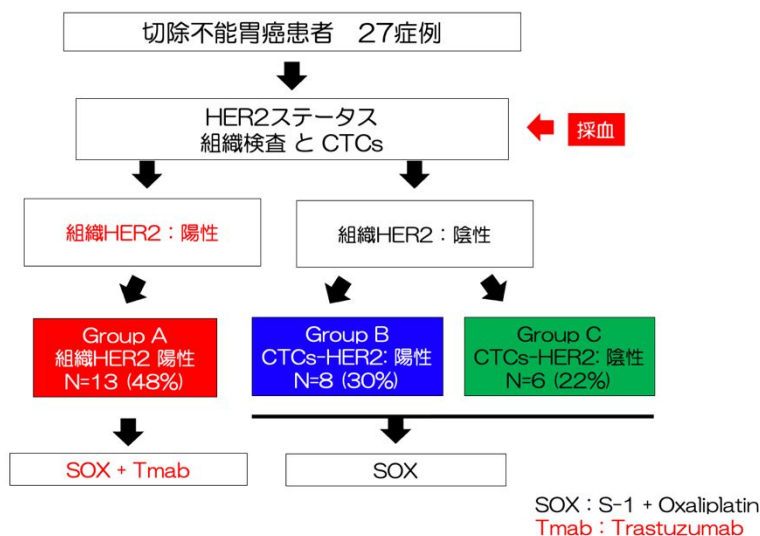 切除不能胃癌患者　27症例
HER2ステータス
組織検査 と CTCs
採血
組織HER2：陽性
組織HER2：陰性
Group A
組織HER2 陽性
N=13 (48%)
Group B
CTCs-HER2: 陽性
N=8 (30%)
Group C
CTCs-HER2: 陰性
N=6 (22%)
SOX + Tmab
SOX
SOX：S-1 + Oxaliplatin
Tmab：Trastuzumab